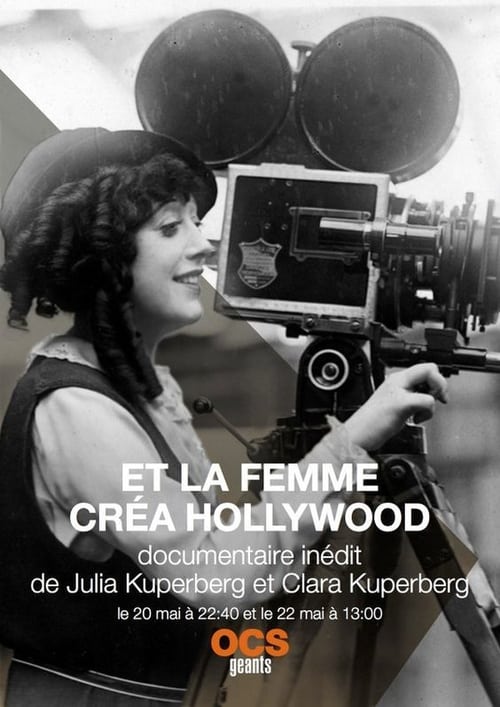 ET LA FEMME
CRÉA HOLLYWOOD
documentaire inédit
de Julia Kuperberg et Clara Kuperberg
le 20 mai à 22:40 et le 22 mai à 13:00
OCS
geants